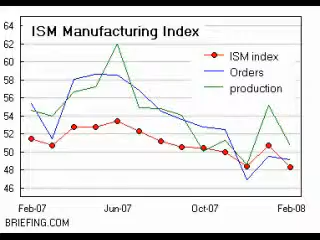 ISM Manufacturing Index
64
62
60
58
56
54
52
50
48
46
ISM index
Orders
production
Feb-07
Jun-07
Oct-07
Feb-08
BRIEFING.COM